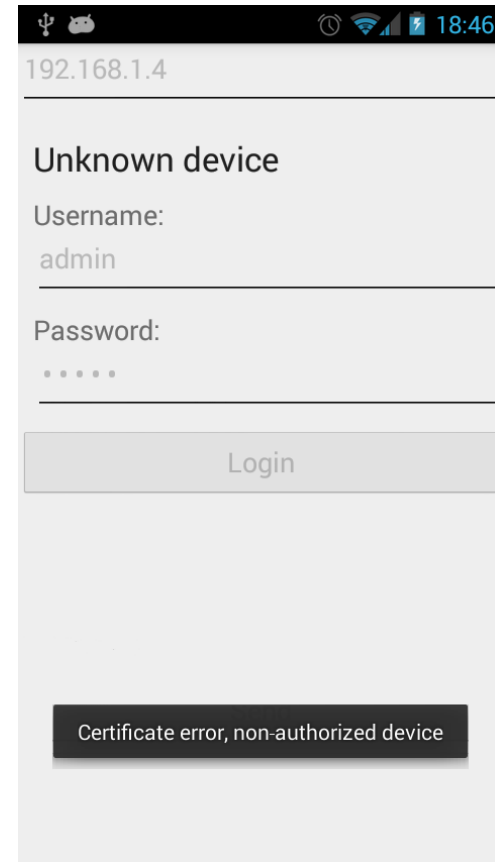 18:46
192.168.1.4
Unknown device
Username:
admin
Password:
•••••
Login
Certificate error, non-authorized device